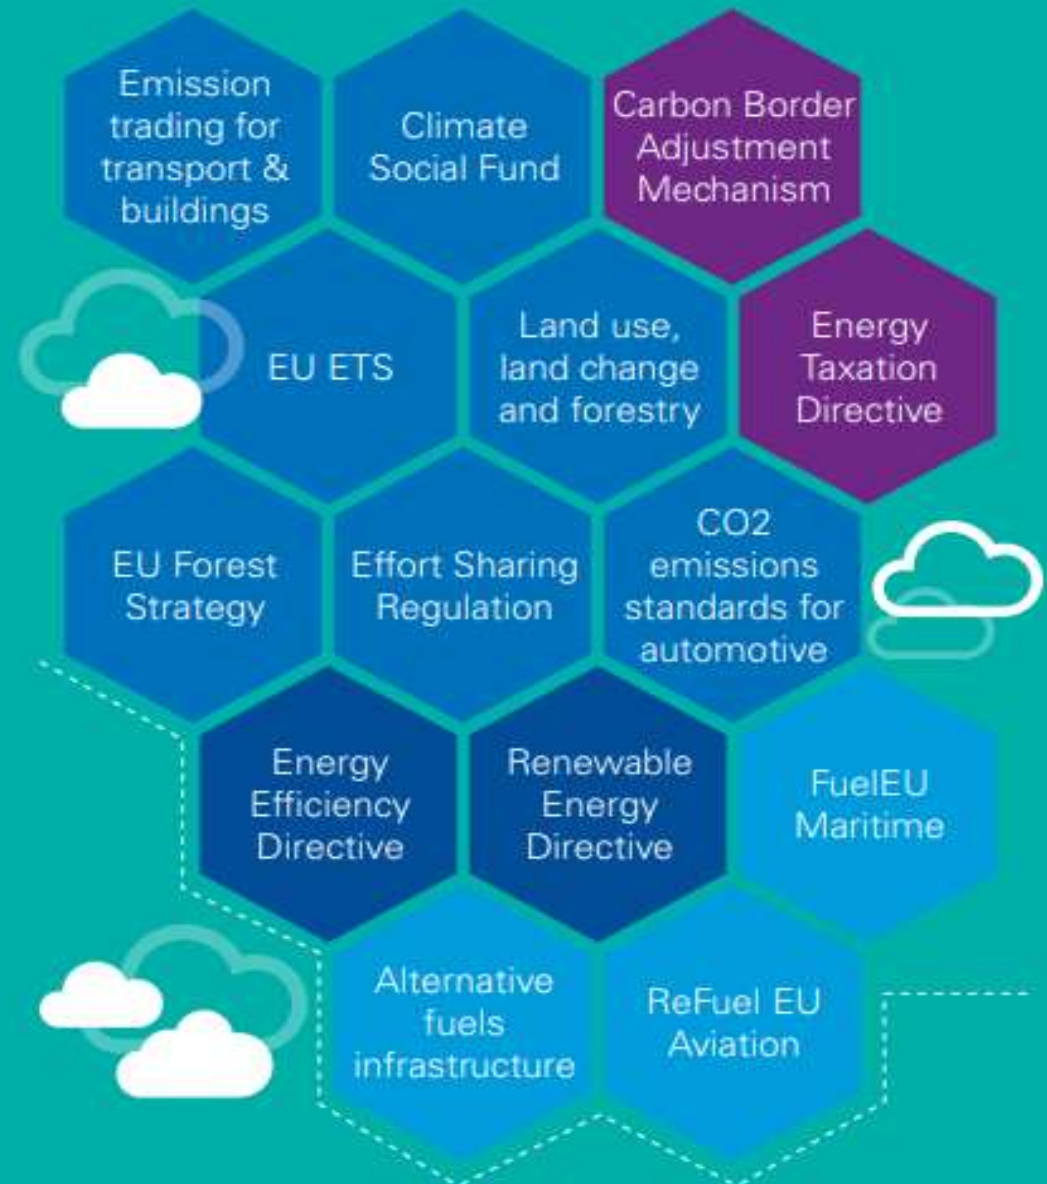 Emission
trading for
transport &
buildings
Climate
Social Fund
Carbon Border
Adjustment
Mechanism
EU ETS
Land use,
land change
and forestry
Energy
Taxation
Directive
EU Forest
Strategy
Effort Sharing
Regulation
CO2
emissions
standards for
automotive
Energy
Efficiency
Directive
Renewable
Energy
Directive
FuelEU
Maritime
Alternative
fuels
infrastructure
ReFuel EU
Aviation